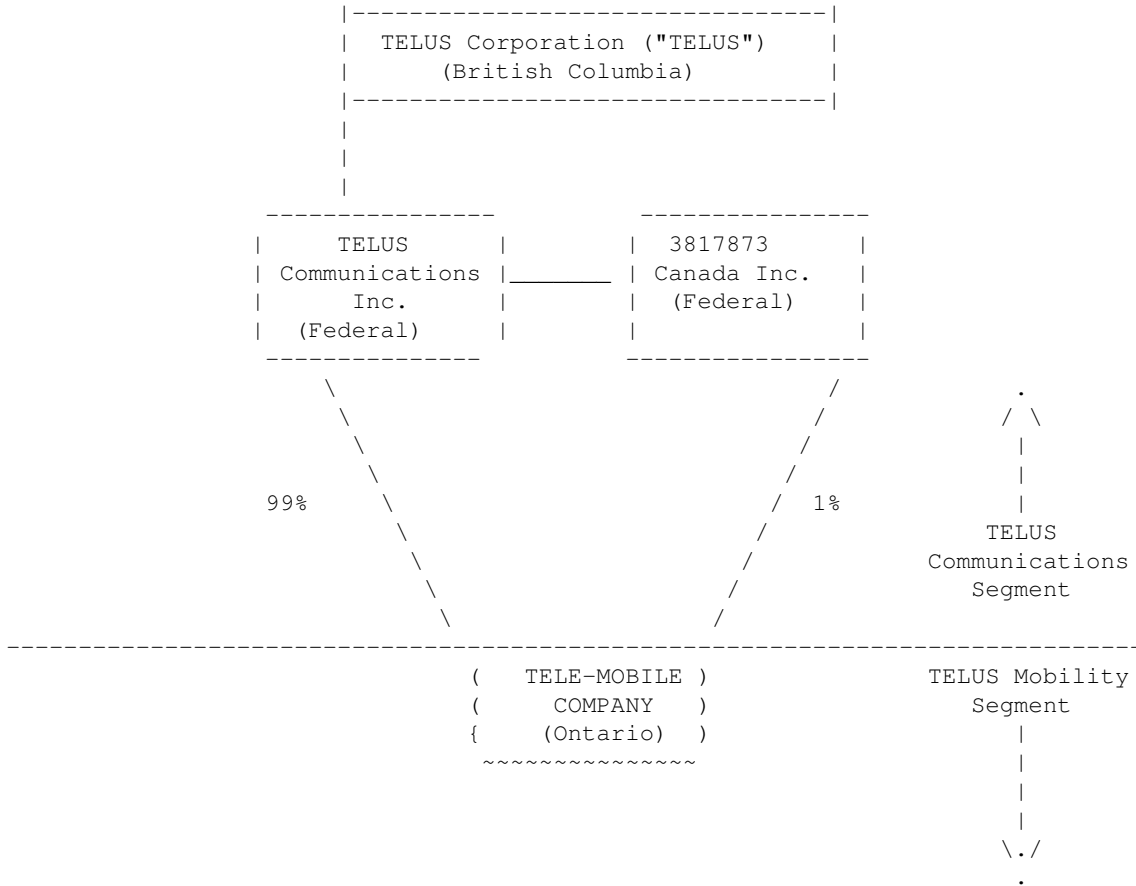 TELUS Corporation ("TELUS")
(British Columbia)
TELUS
Communications
Inc.
(Federal)
3817873
Canada Inc.
(Federal)
99%
1%
TELUS
Communications
Segment
( TELE-MOBILE )
( COMPANY )
{ (Ontario) )
TELUS Mobility
Segment